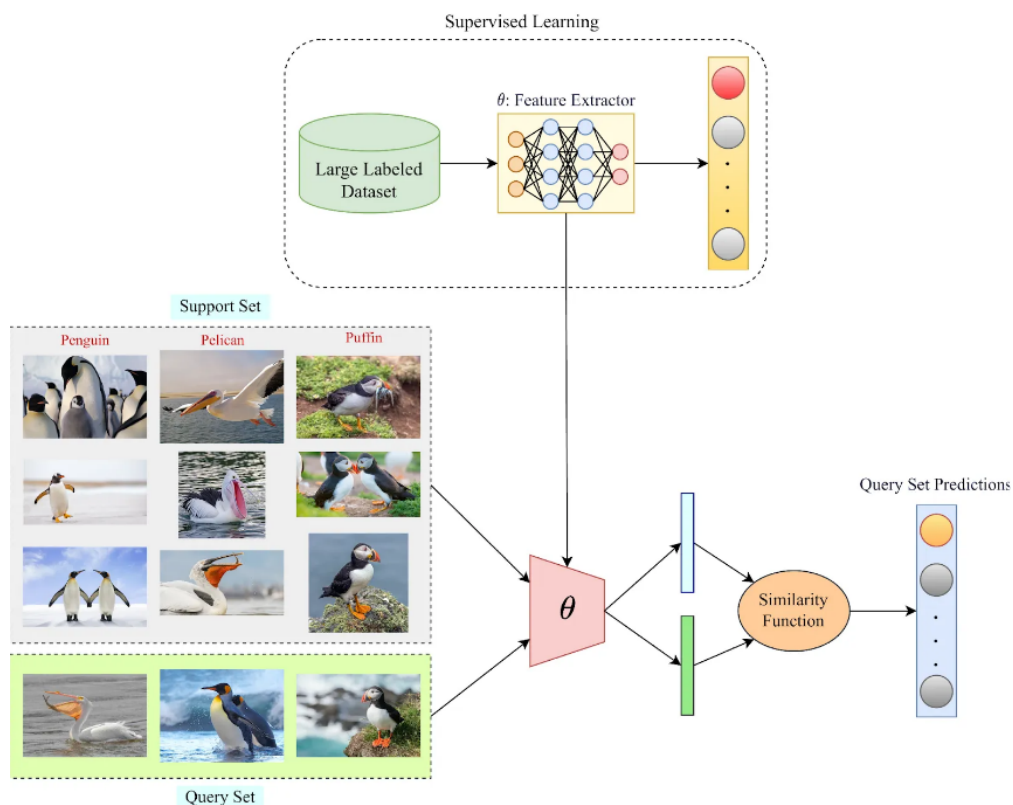 Supervised Learning
θ: Feature Extractor
Large Labeled
Dataset
Support Set
Penguin
Pelican
Puffin
Query Set Predictions
θ
Similarity
Function
Query Set